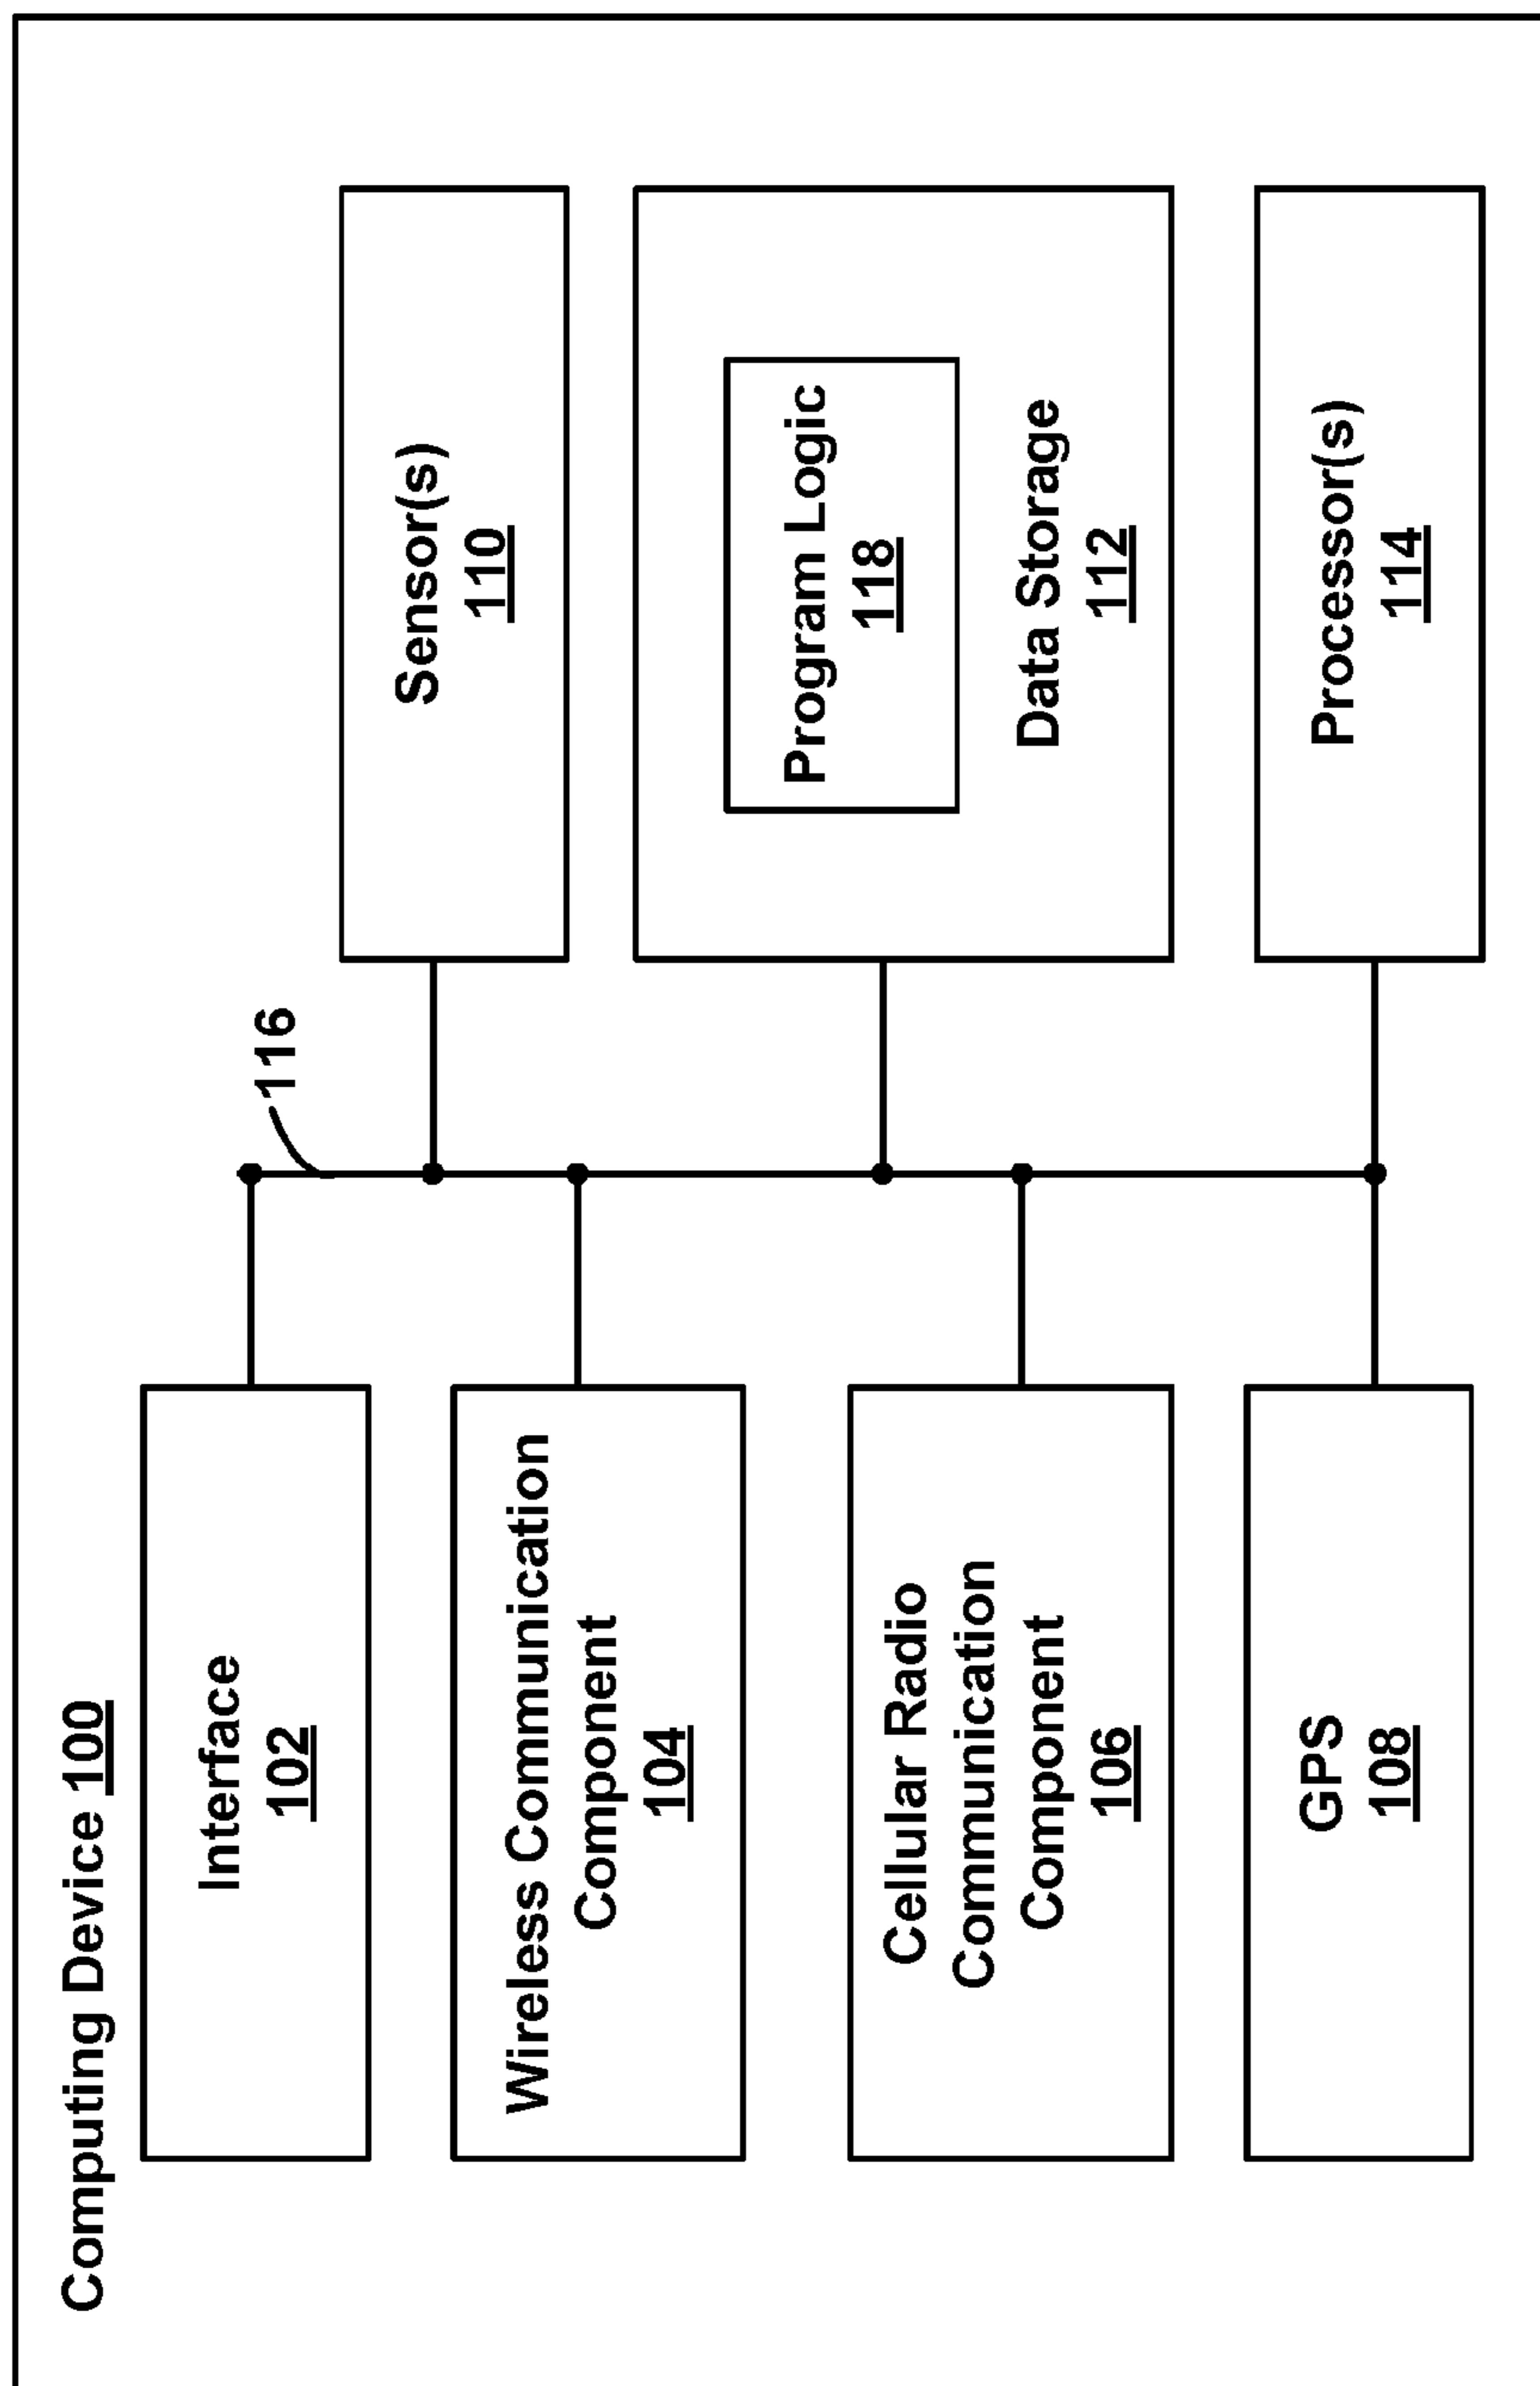 Computing Device 100
Interface
102
Wireless Communication
Component
104
Cellular Radio
Communication
Component
106
GPS
108
116
Sensor(s)
110
Program Logic
118
Data Storage
112
Processor(s)
114